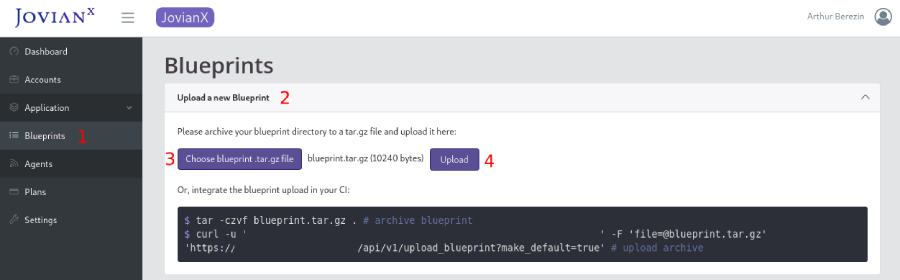 JOVIANX
JovianX
Arthur Berezin
Dashboard
Accounts
Application
Blueprints 1
Agents
Plans
Settings
Blueprints
Upload a new Blueprint 2
Please archive your blueprint directory to a tar.gz file and upload it here:
3 Choose blueprint .tar.gz file blueprint.tar.gz (10240 bytes) Upload 4
Or, integrate the blueprint upload in your CI:
$ tar -czvf blueprint.tar.gz . # archive blueprint
$ curl -u ' ' -F 'file=@blueprint.tar.gz'
'https:/ /api/v1/upload_blueprint?make_default=true' # upload archive